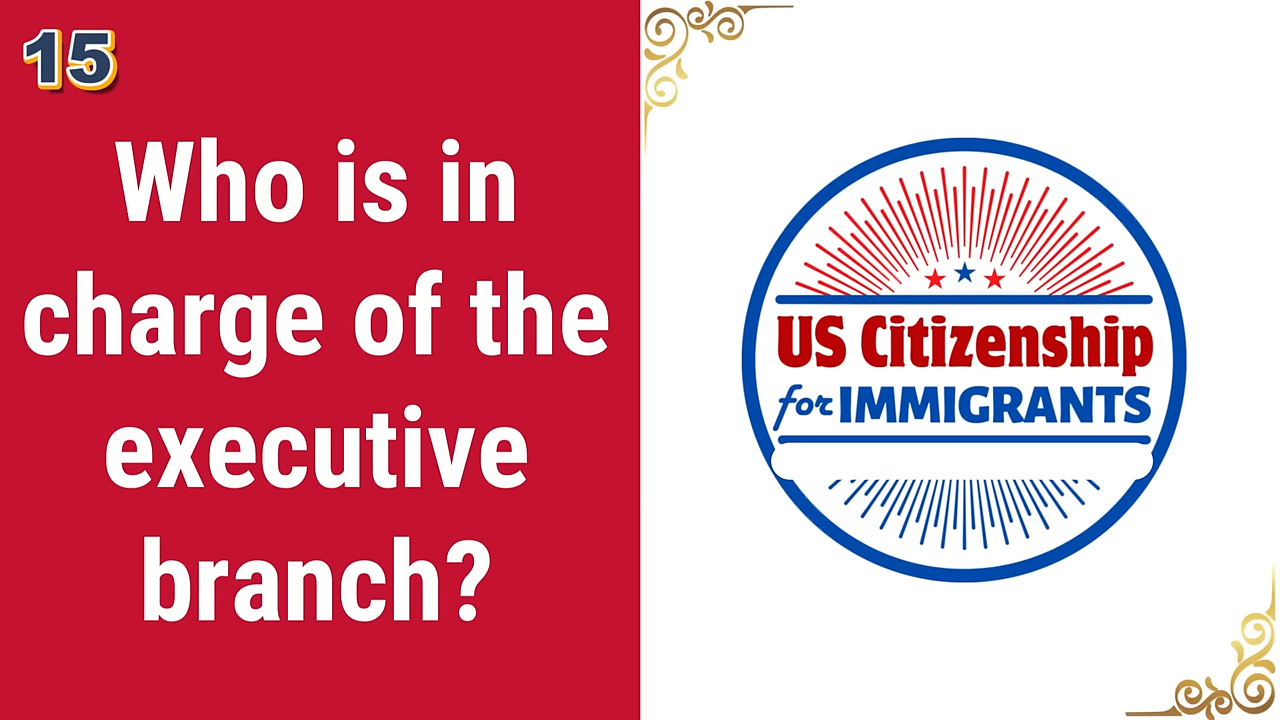 15
Who is in
charge of the
executive
branch?
US Citizenship
for IMMIGRANTS